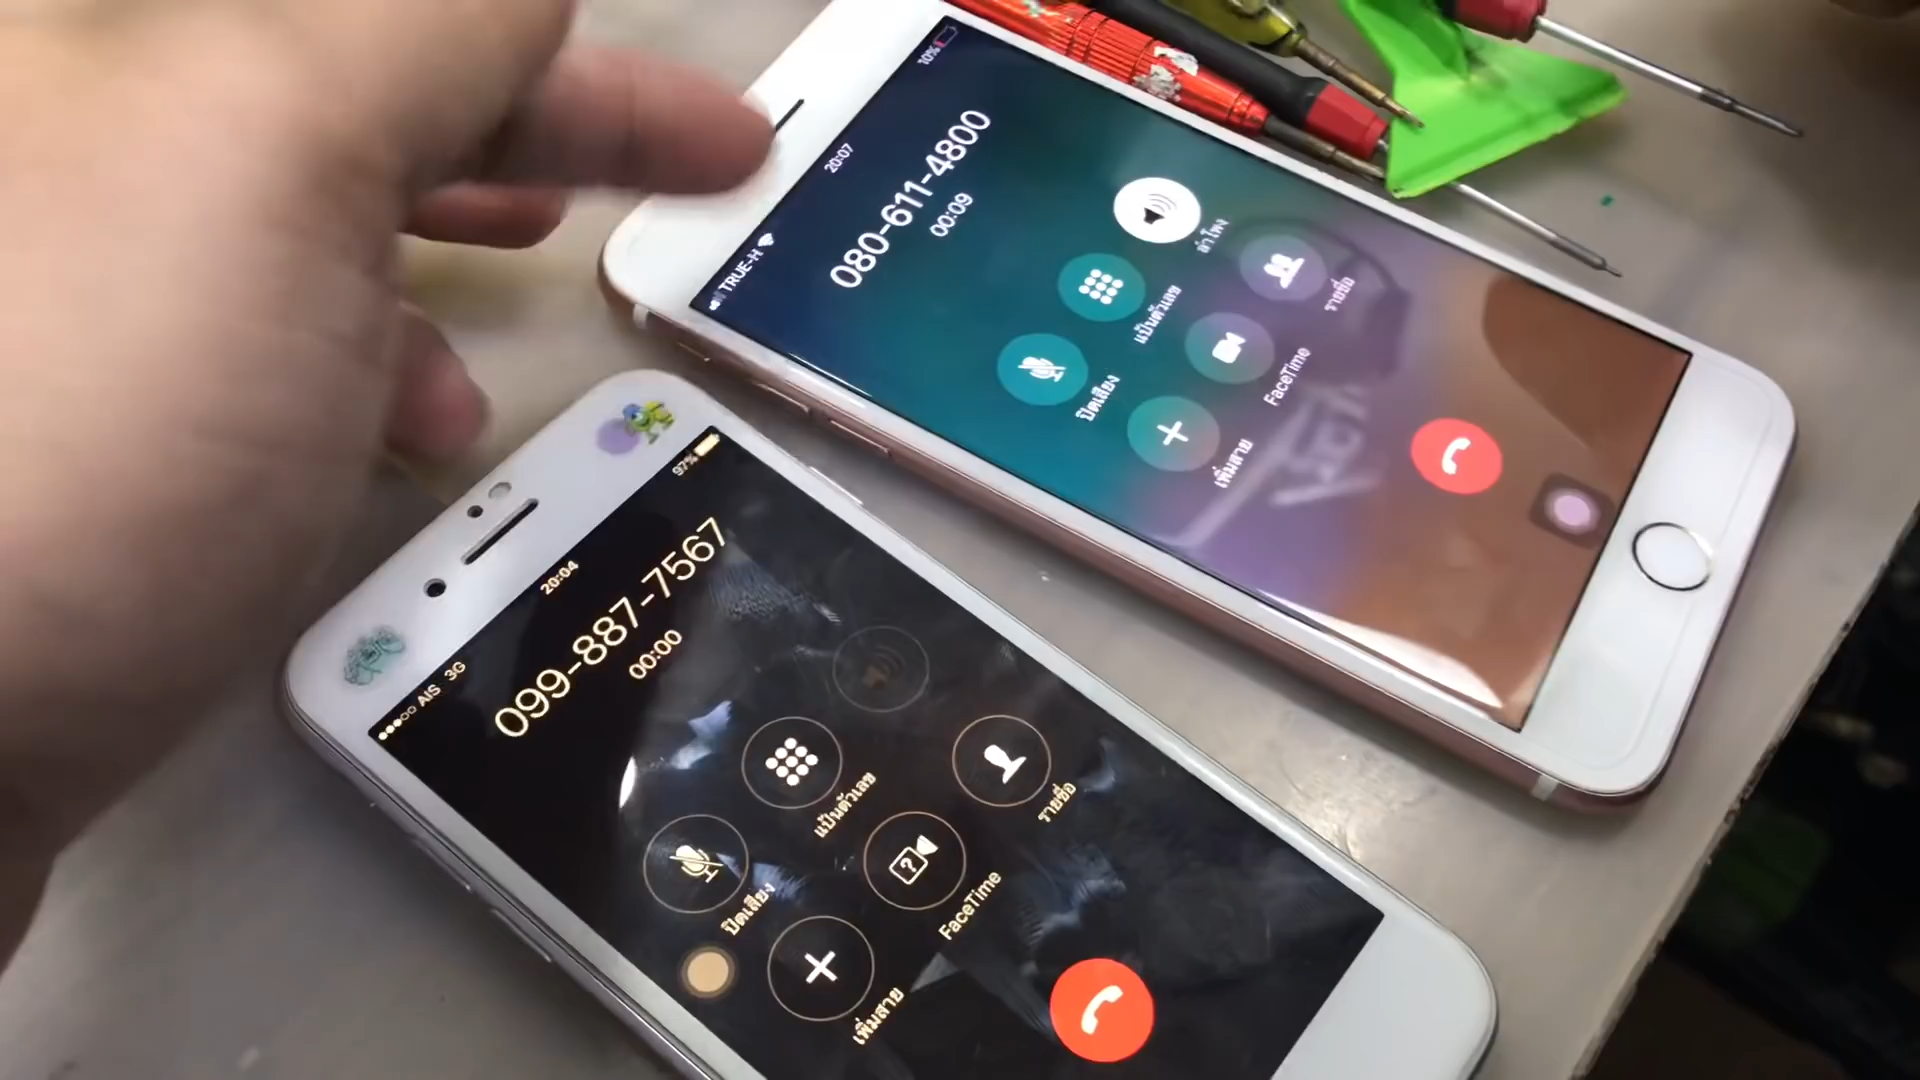 TRUE-H
20:07
10%
080-611-4800
00:09
ปิดเสียง
แป้นตัวเลข
ลำโพง
เพิ่มสาย
FaceTime
รายชื่อ
AIS 3G
20:04
97%
099-887-7567
00:00
ปิดเสียง
แป้นตัวเลข
เพิ่มสาย
FaceTime
รายชื่อ